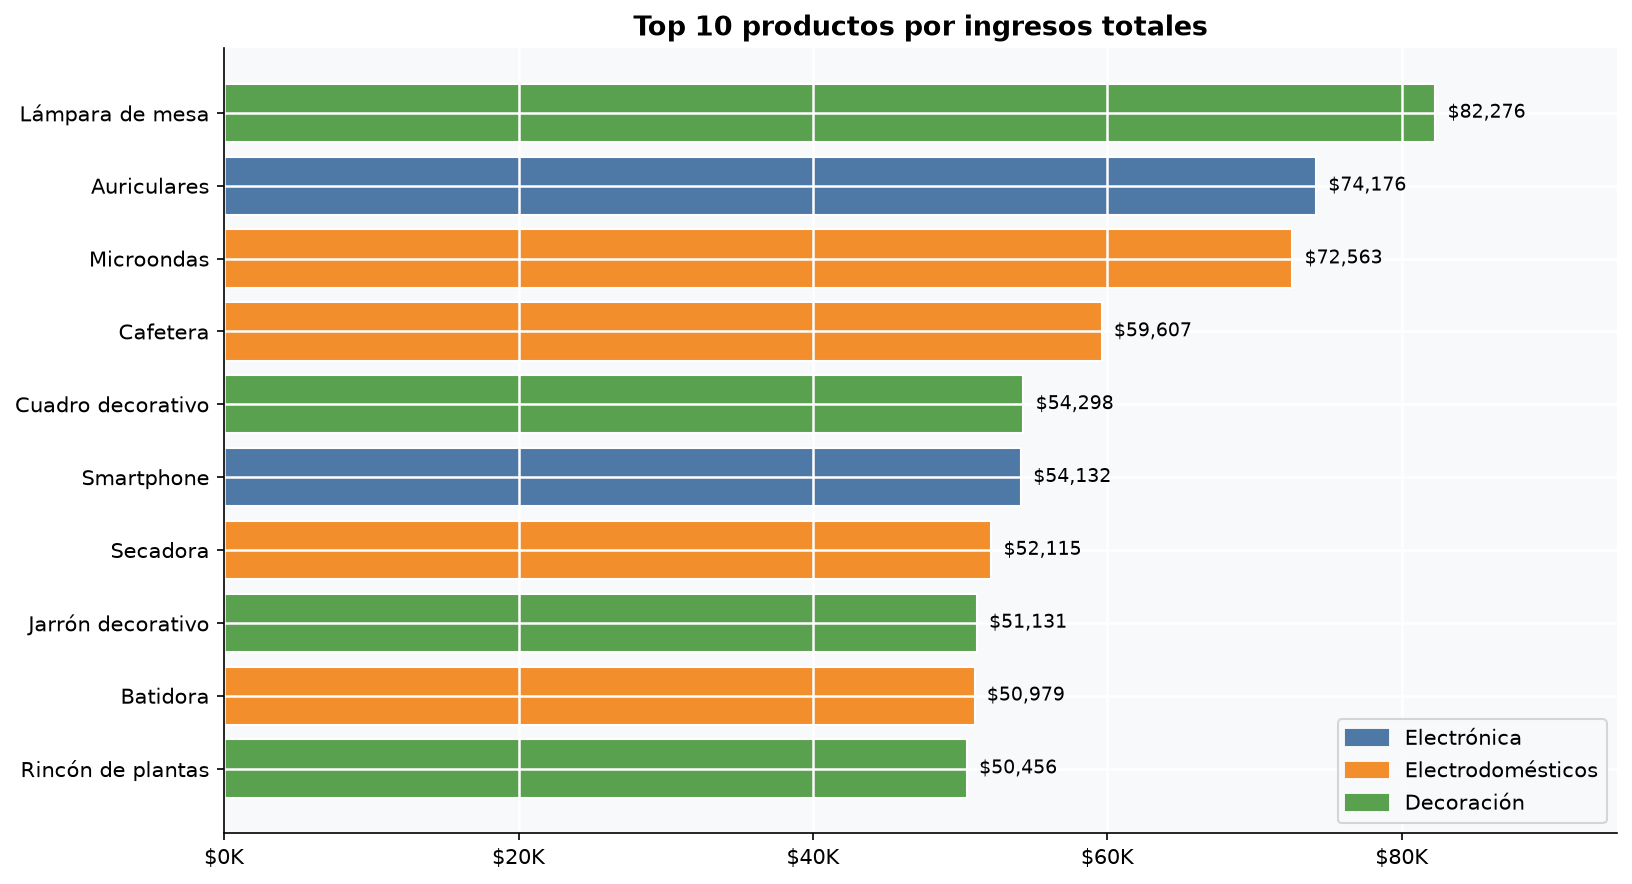 Top 10 productos por ingresos totales
Lámpara de mesa $82,276
Auriculares $74,176
Microondas $72,563
Cafetera $59,607
Cuadro decorativo $54,298
Smartphone $54,132
Secadora $52,115
Jarrón decorativo $51,131
Batidora $50,979
Rincón de plantas $50,456
Electrónica
Electrodomésticos
Decoración
$0K $20K $40K $60K $80K